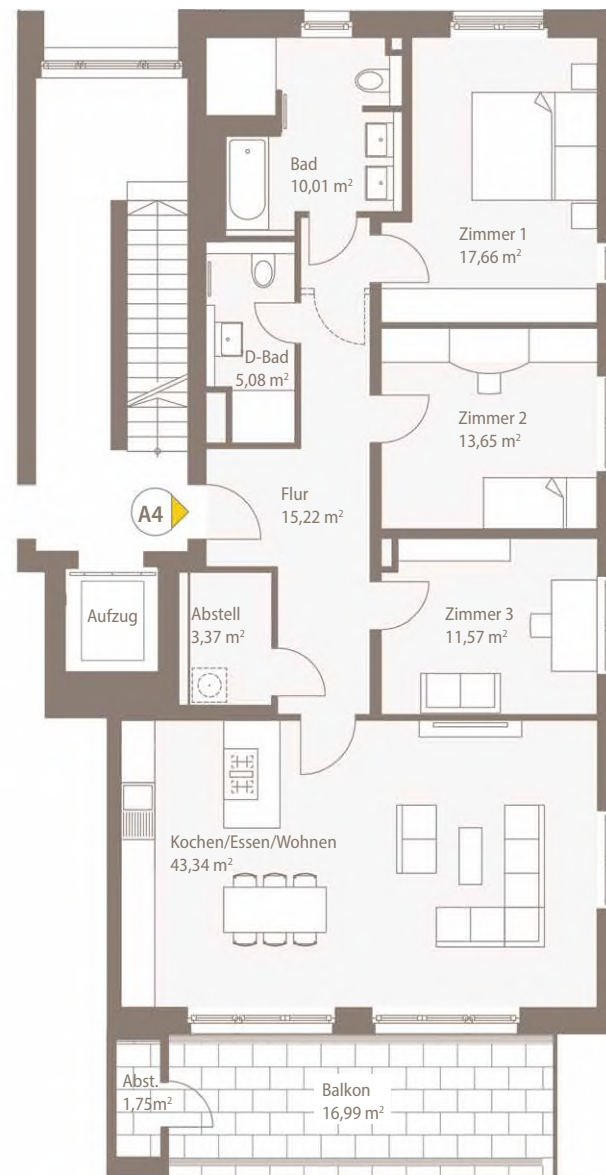 Bad
10,01 m²
Zimmer 1
17,66 m²
D-Bad
5,08 m²
Zimmer 2
13,65 m²
A4
Flur
15,22 m²
Aufzug
Abstell
3,37 m²
Zimmer 3
11,57 m²
Kochen/Essen/Wohnen
43,34 m²
Abst.
1,75m²
Balkon
16,99 m²